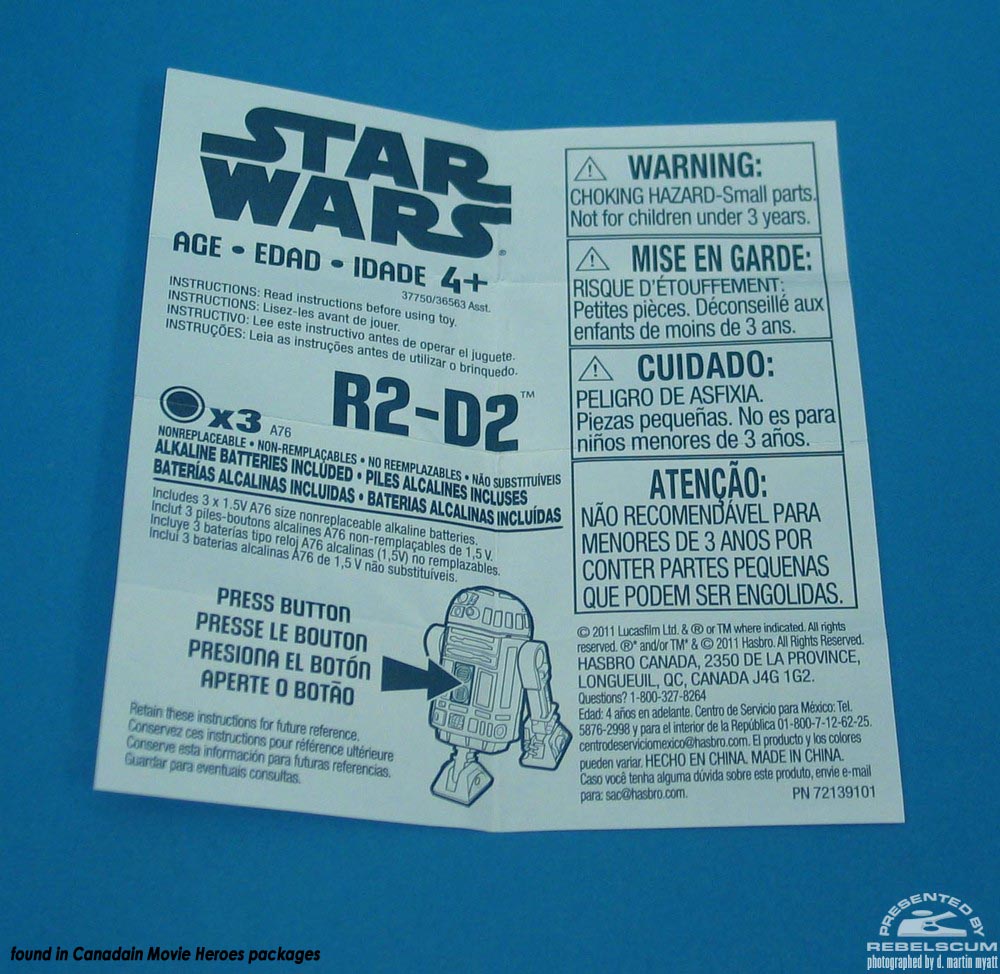 STAR
WARS
AGE • EDAD • IDADE 4+
37750/36563 Asst.
INSTRUCTIONS: Read instructions before using toy.
INSTRUCTIONS: Lisez-les avant de jouer.
INSTRUCTIVO: Lee este instructivo antes de operar el juguete.
INSTRUÇÕES: Leia as instruções antes de utilizar o brinquedo.
R2-D2™
x3 A76
NONREPLACEABLE • NON-REMPLAÇABLES • NO REEMPLAZABLES • NÃO SUBSTITUÍVEIS
ALKALINE BATTERIES INCLUDED • PILES ALCALINES INCLUSES
BATERÍAS ALCALINAS INCLUIDAS • BATERIAS ALCALINAS INCLUÍDAS
Includes 3 x 1.5V A76 size nonreplaceable alkaline batteries.
Inclut 3 piles-boutons alcalines A76 non-remplaçables de 1,5 V.
Incluye 3 baterías tipo reloj A76 alcalinas (1,5V) no remplazables.
Inclui 3 baterias alcalinas A76 de 1,5 V não substituíveis.
PRESS BUTTON
PRESSE LE BOUTON
PRESIONA EL BOTÓN
APERTE O BOTÃO
Retain these instructions for future reference.
Conservez ces instructions pour référence ultérieure
Conserve esta información para futuras referencias.
Guardar para eventuais consultas.
WARNING:
CHOKING HAZARD-Small parts.
Not for children under 3 years.
MISE EN GARDE:
RISQUE D'ÉTOUFFEMENT:
Petites pièces. Déconseillé aux
enfants de moins de 3 ans.
CUIDADO:
PELIGRO DE ASFIXIA.
Piezas pequeñas. No es para
niños menores de 3 años.
ATENÇÃO:
NÃO RECOMENDÁVEL PARA
MENORES DE 3 ANOS POR
CONTER PARTES PEQUENAS
QUE PODEM SER ENGOLIDAS.
© 2011 Lucasfilm Ltd. & ® or TM where indicated. All rights
reserved. ®* and/or TM* & © 2011 Hasbro. All Rights Reserved.
HASBRO CANADA, 2350 DE LA PROVINCE,
LONGUEUIL, QC, CANADA J4G 1G2.
Questions? 1-800-327-8264
Edad: 4 años en adelante. Centro de Servicio para México: Tel.
5876-2998 y para el interior de la República 01-800-7-12-62-25.
centrodeserviciomexico@hasbro.com. El producto y los colores
pueden variar. HECHO EN CHINA. MADE IN CHINA.
Caso você tenha alguma dúvida sobre este produto, envie e-mail
para: sac@hasbro.com.
PN 72139101
found in Canadain Movie Heroes packages
PRESENTED BY
REBELSCUM
photographed by d. martin myatt